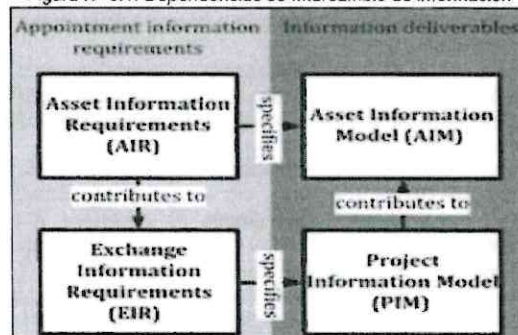 Appointment information
requirements
Information deliverables
Asset Information
Requirements
(AIR)
specifies
Asset Information
Model (AIM)
contributes to
contributes to
Exchange
Information
Requirements
(EIR)
specifies
Project
Information Model
(PIM)